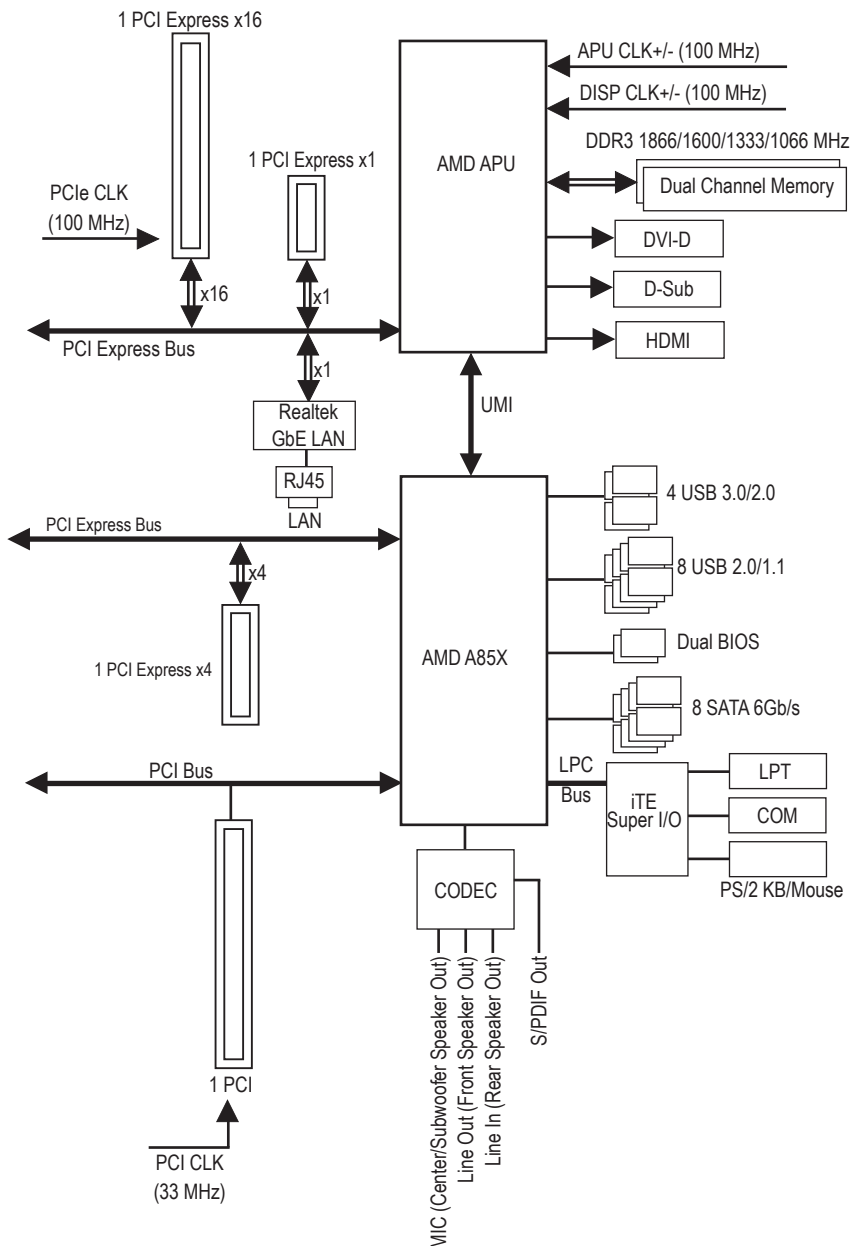 1 PCI Express x16
APU CLK+/- (100 MHz)
DISP CLK+/- (100 MHz)
DDR3 1866/1600/1333/1066 MHz
AMD APU
1 PCI Express x1
Dual Channel Memory
PCIe CLK
(100 MHz)
DVI-D
x16
x1
D-Sub
PCI Express Bus
HDMI
x1
UMI
Realtek
GbE LAN
RJ45
LAN
4 USB 3.0/2.0
PCI Express Bus
x4
8 USB 2.0/1.1
Dual BIOS
AMD A85X
1 PCI Express x4
8 SATA 6Gb/s
PCI Bus
LPC
Bus
iTE
Super I/O
LPT
COM
PS/2 KB/Mouse
CODEC
MIC (Center/Subwoofer Speaker Out)
Line Out (Front Speaker Out)
Line In (Rear Speaker Out)
S/PDIF Out
1 PCI
PCI CLK
(33 MHz)